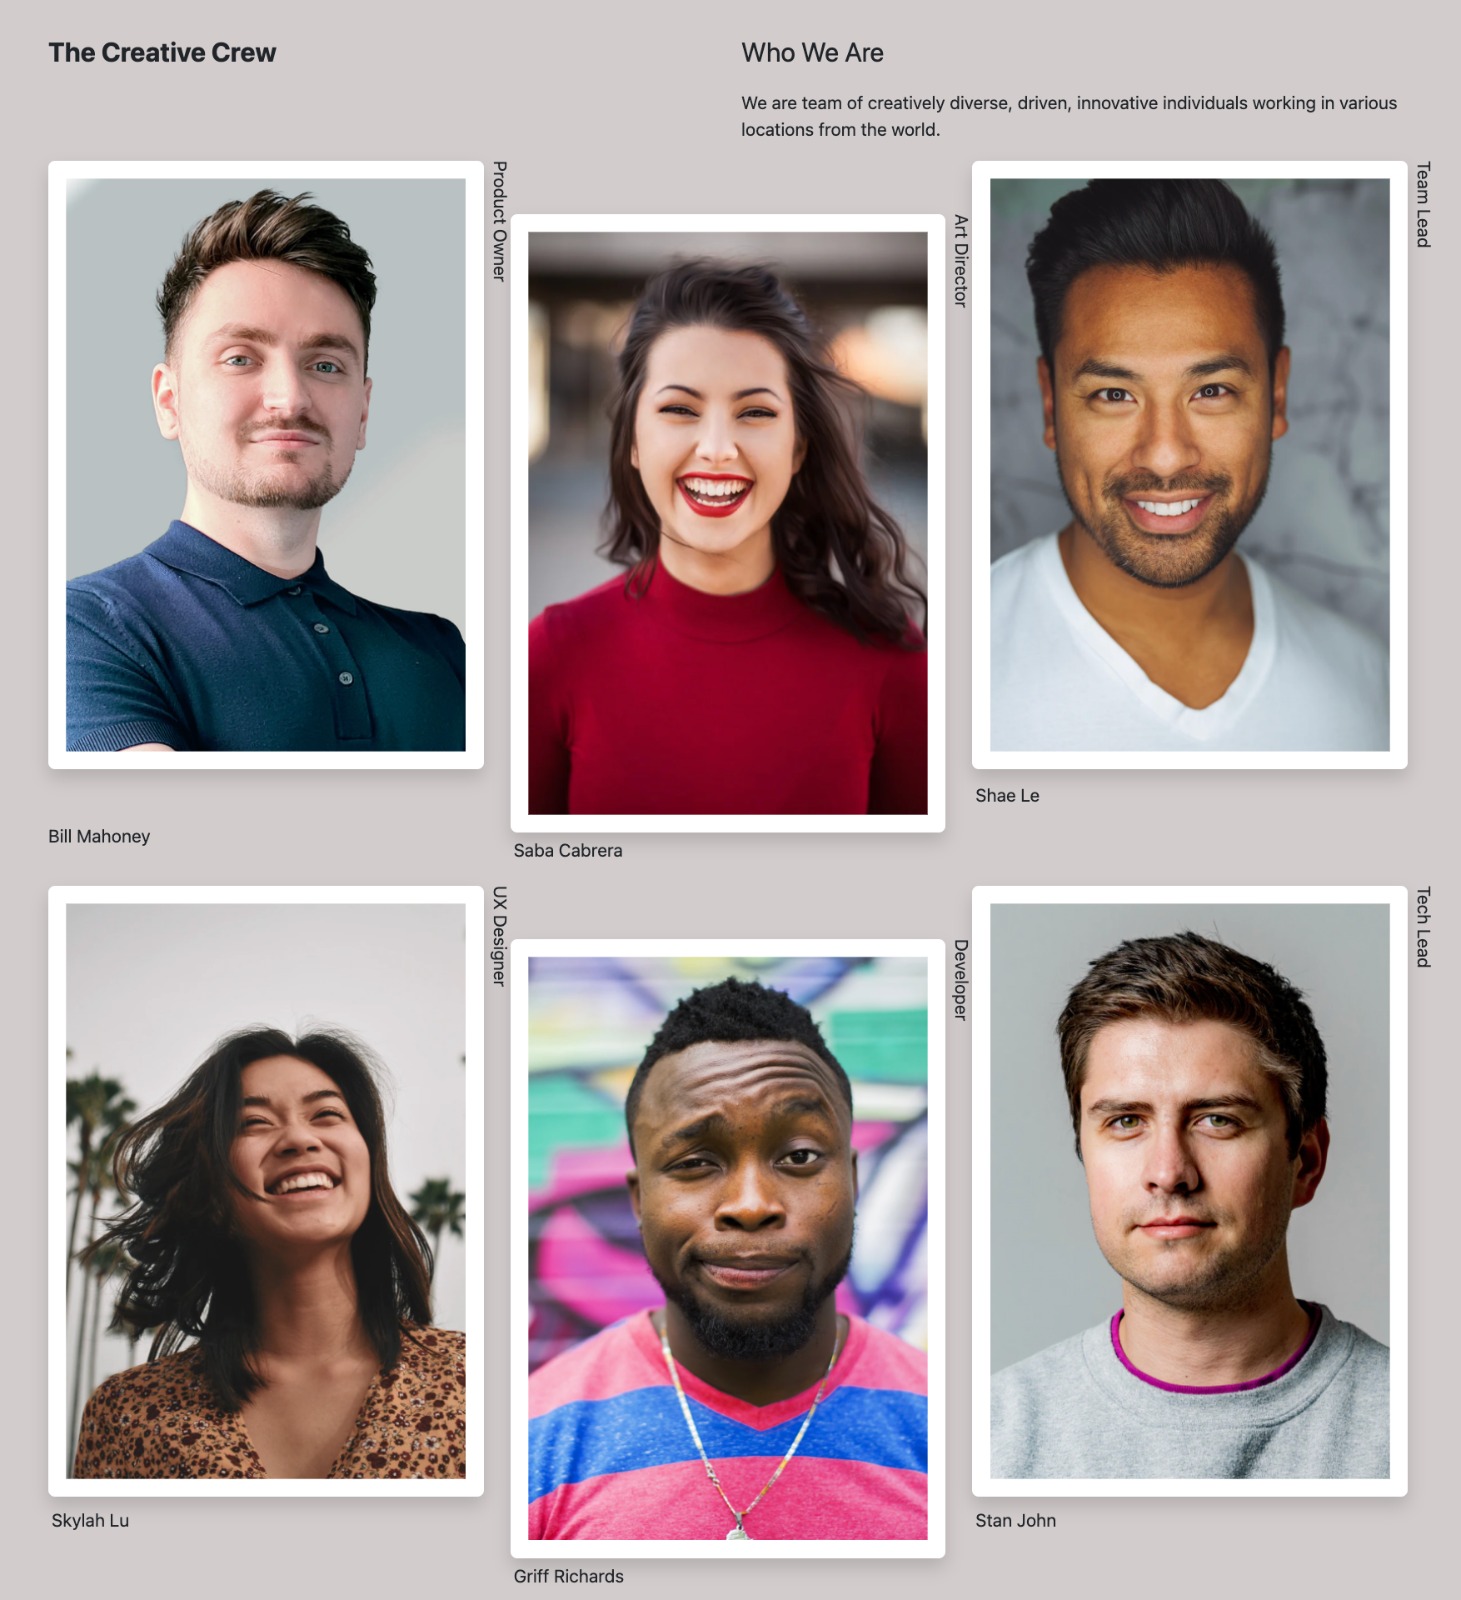 The Creative Crew
Who We Are
We are team of creatively diverse, driven, innovative individuals working in various
locations from the world.
Product Owner
Art Director
Team Lead
Bill Mahoney
Saba Cabrera
Shae Le
UX Designer
Developer
Tech Lead
Skylah Lu
Griff Richards
Stan John